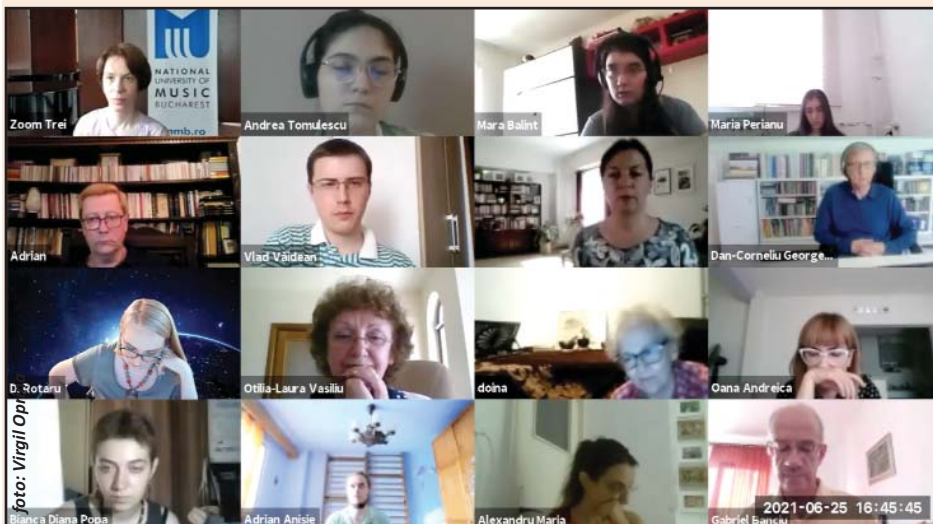 NATIONAL
UNIVERSITY OF
MUSIC
BUCHAREST
Zoom Trei
Andrea Tomulescu
Mara Balint
Maria Perianu
Adrian
Vlad Văidean
Dan-Corneliu George...
D. Rotaru
Otilia-Laura Vasiliu
doina
Oana Andreica
foto: Virgil
Bianca Diana Popa
Adrian Anisie
Alexandru Maria
Gabriel Banciu
2021-06-25 16:45:45